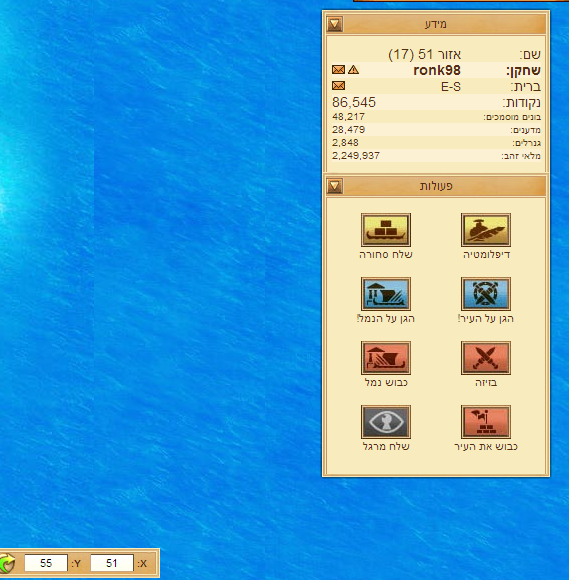 מידע
שם: אזור 51 (17)
שחקן: ronk98
ברית: E-S
נקודות: 86,545
בונים מוסמכים: 48,217
מדענים: 28,479
גנרלים: 2,848
מלאי זהב: 2,249,937
פעולות
דיפלומטיה שלח סחורה
הגן על העיר! הגן על הנמל!
בזיזה כבוש נמל
כבוש את העיר שלח מרגל
X: 51 Y: 55